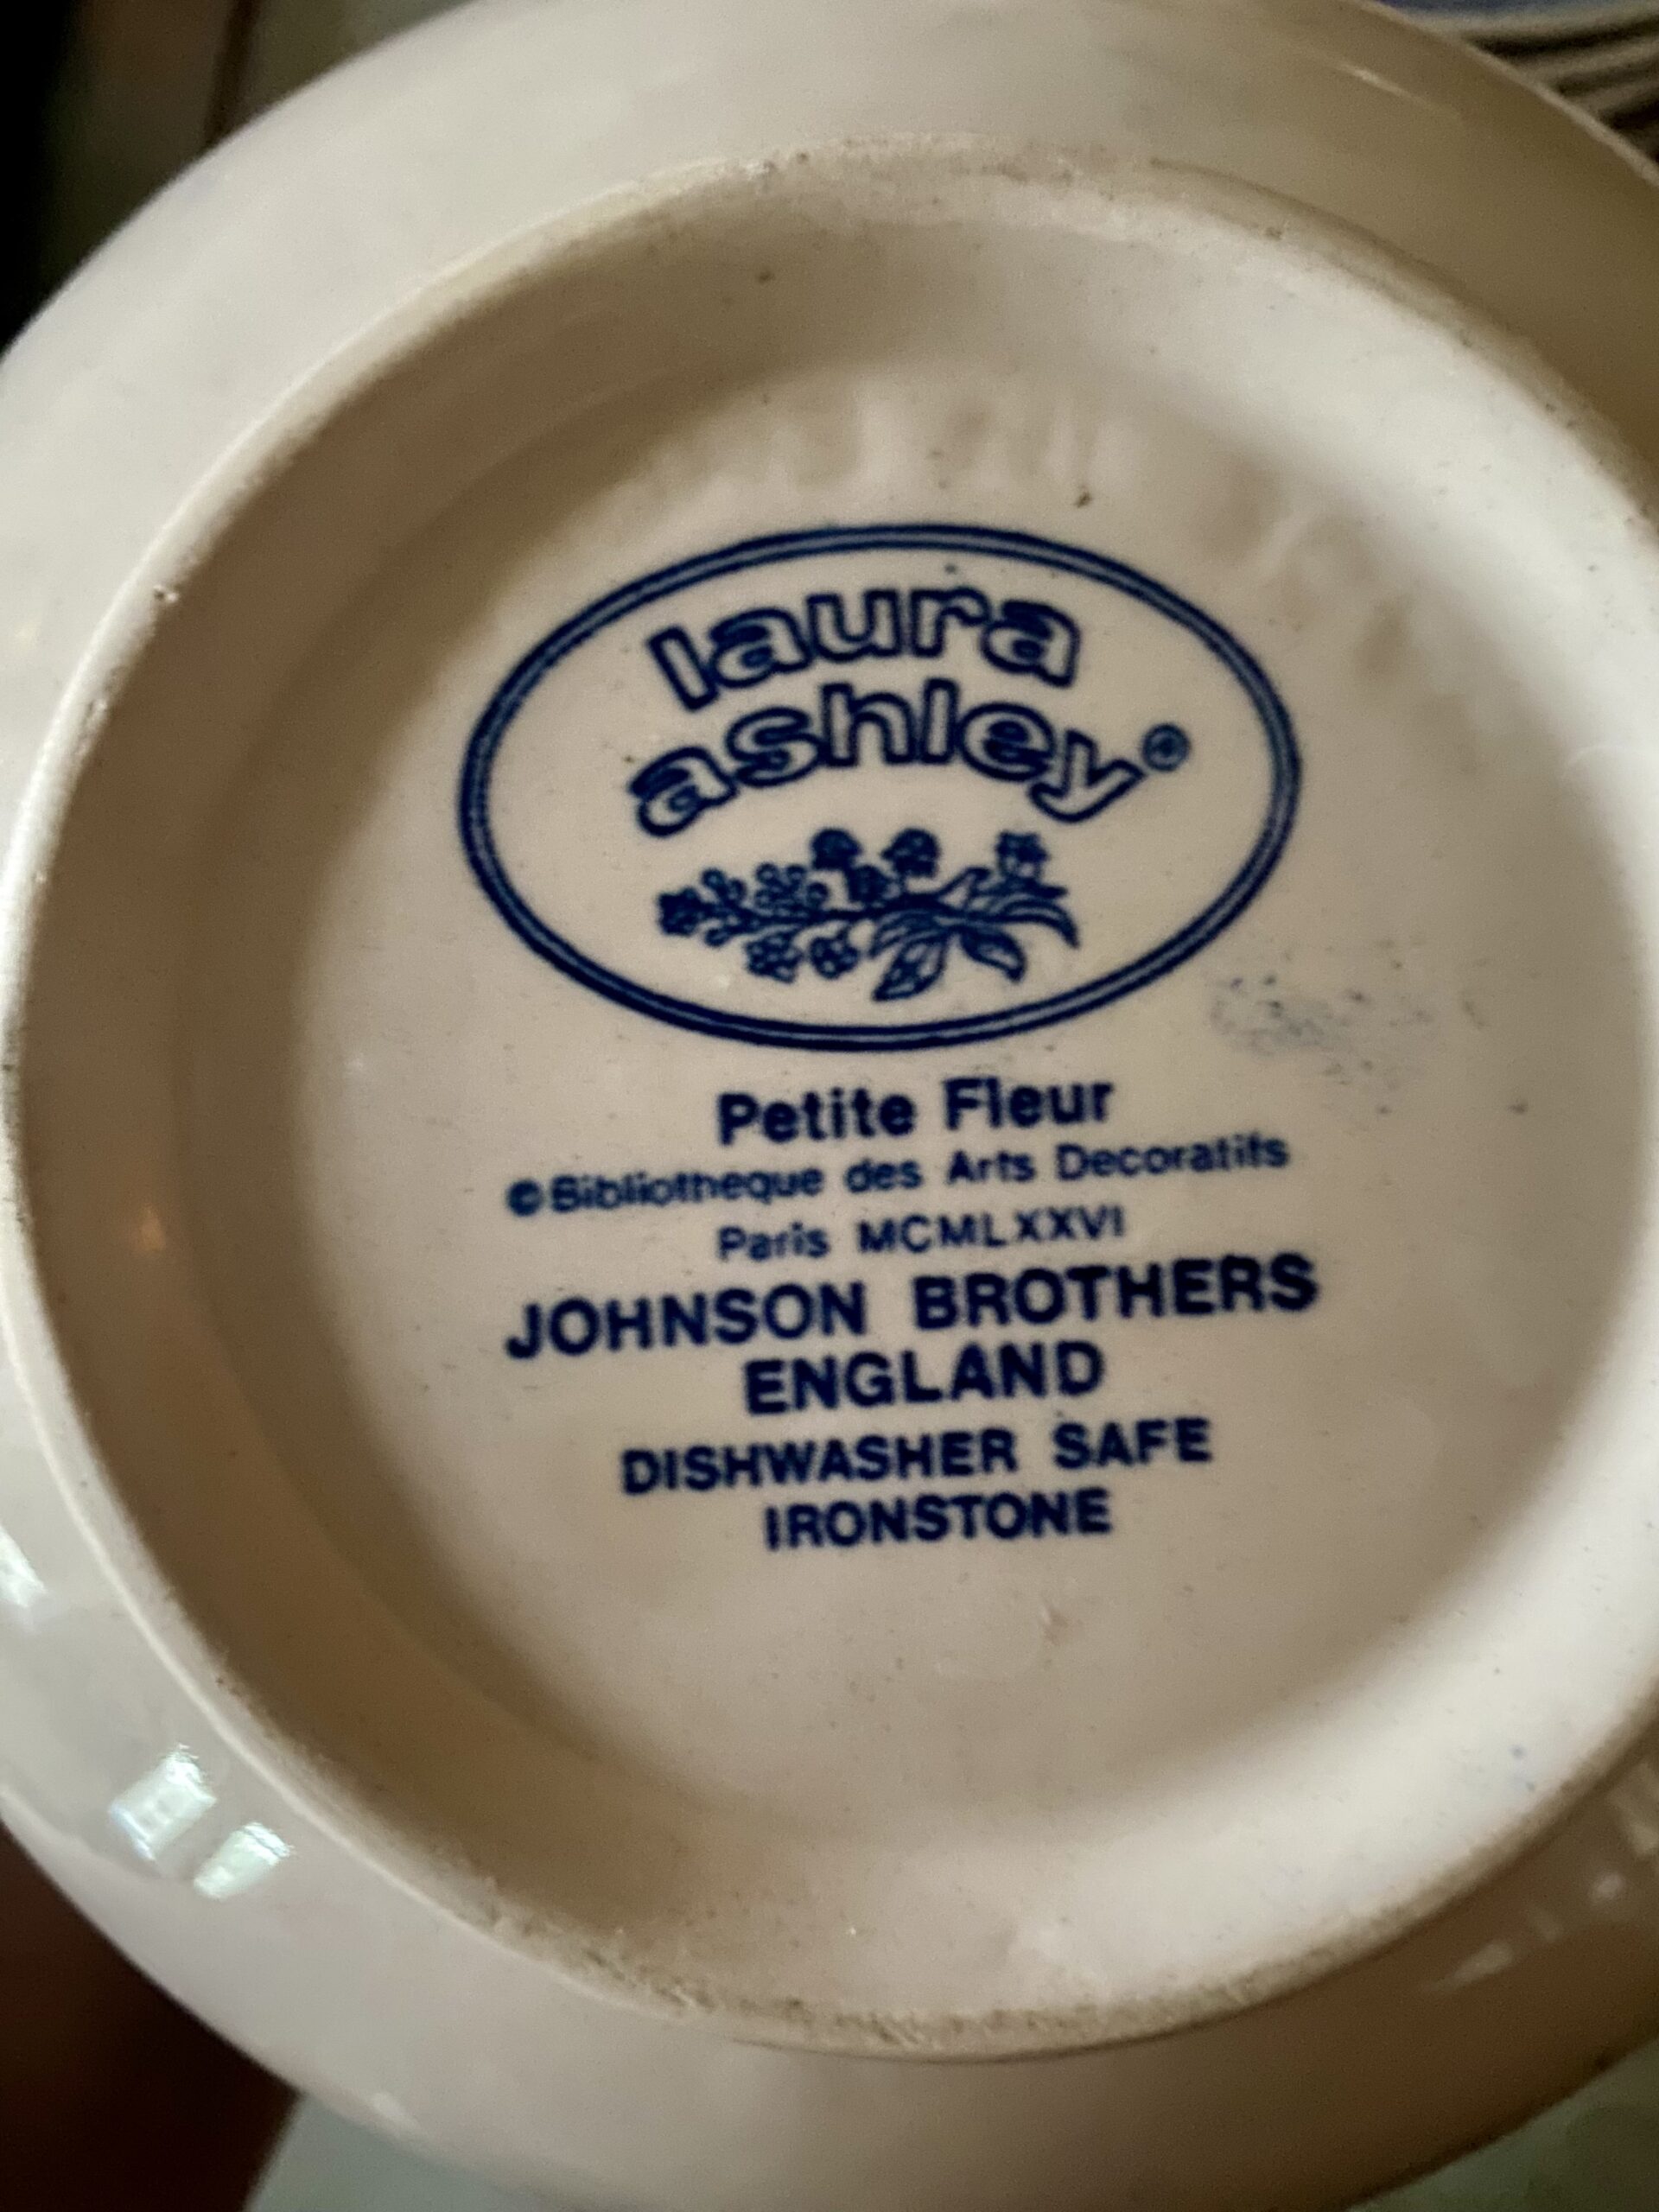 laura
ashley®
Petite Fleur
©Bibliotheque des Arts Decoratifs
Paris MCMLXXVI
JOHNSON BROTHERS
ENGLAND
DISHWASHER SAFE
IRONSTONE